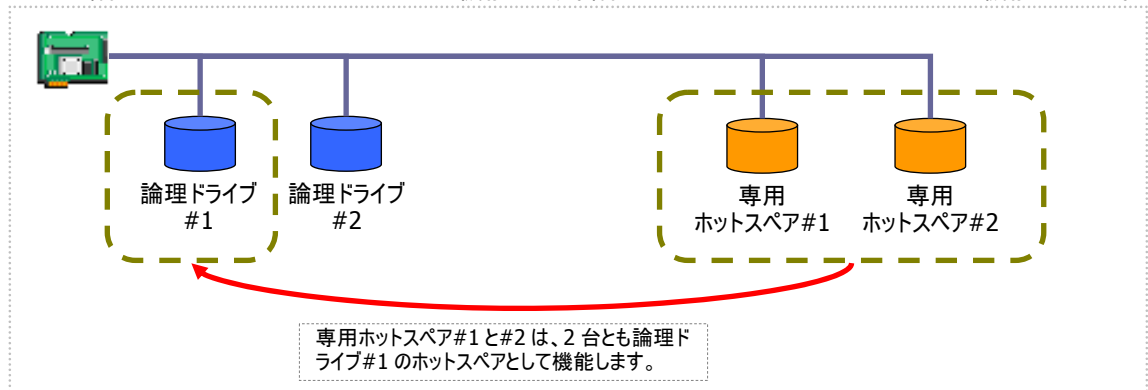 論理ドライブ
#1
論理ドライブ
#2
専用
ホットスペア#1
専用
ホットスペア#2
専用ホットスペア#1 と#2 は、2 台とも論理ド
ライブ#1 のホットスペアとして機能します。